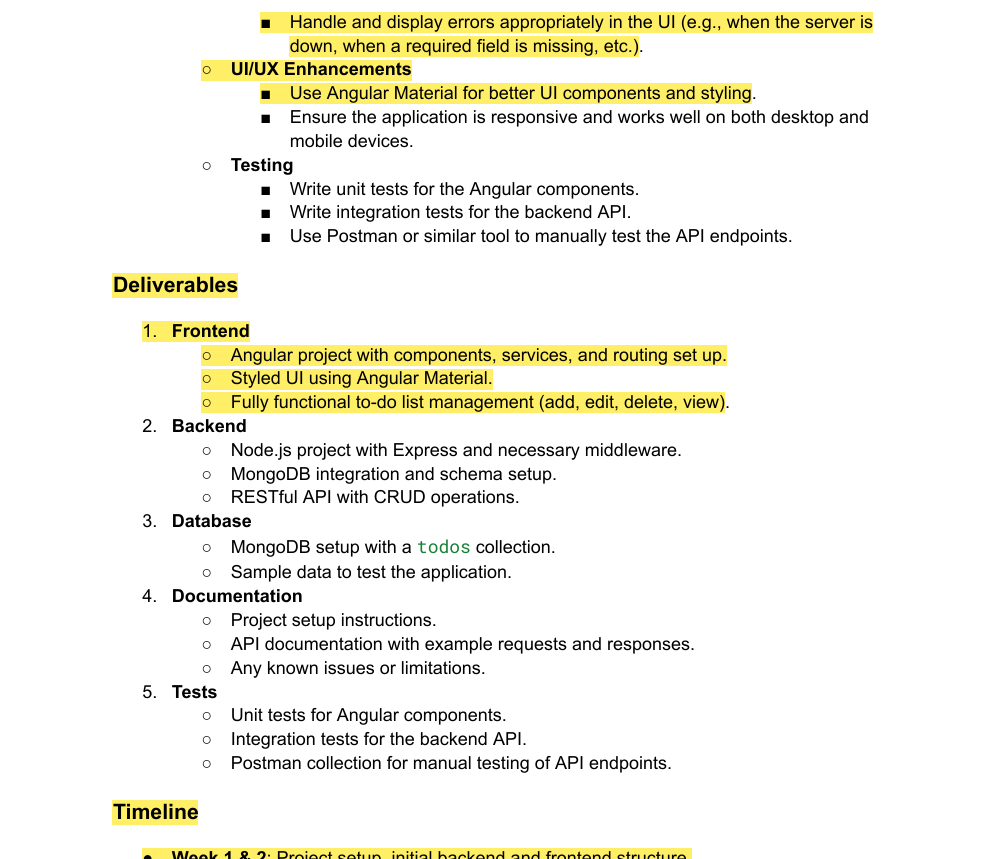 ■ Handle and display errors appropriately in the UI (e.g., when the server is
down, when a required field is missing, etc.).
○ UI/UX Enhancements
■ Use Angular Material for better UI components and styling.
■ Ensure the application is responsive and works well on both desktop and
mobile devices.
○ Testing
■ Write unit tests for the Angular components.
■ Write integration tests for the backend API.
■ Use Postman or similar tool to manually test the API endpoints.
Deliverables
1. Frontend
○ Angular project with components, services, and routing set up.
○ Styled UI using Angular Material.
○ Fully functional to-do list management (add, edit, delete, view).
2. Backend
○ Node.js project with Express and necessary middleware.
○ MongoDB integration and schema setup.
○ RESTful API with CRUD operations.
3. Database
○ MongoDB setup with a todos collection.
○ Sample data to test the application.
4. Documentation
○ Project setup instructions.
○ API documentation with example requests and responses.
○ Any known issues or limitations.
5. Tests
○ Unit tests for Angular components.
○ Integration tests for the backend API.
○ Postman collection for manual testing of API endpoints.
Timeline
● Week 1 & 2: Project setup, initial backend and frontend structure.